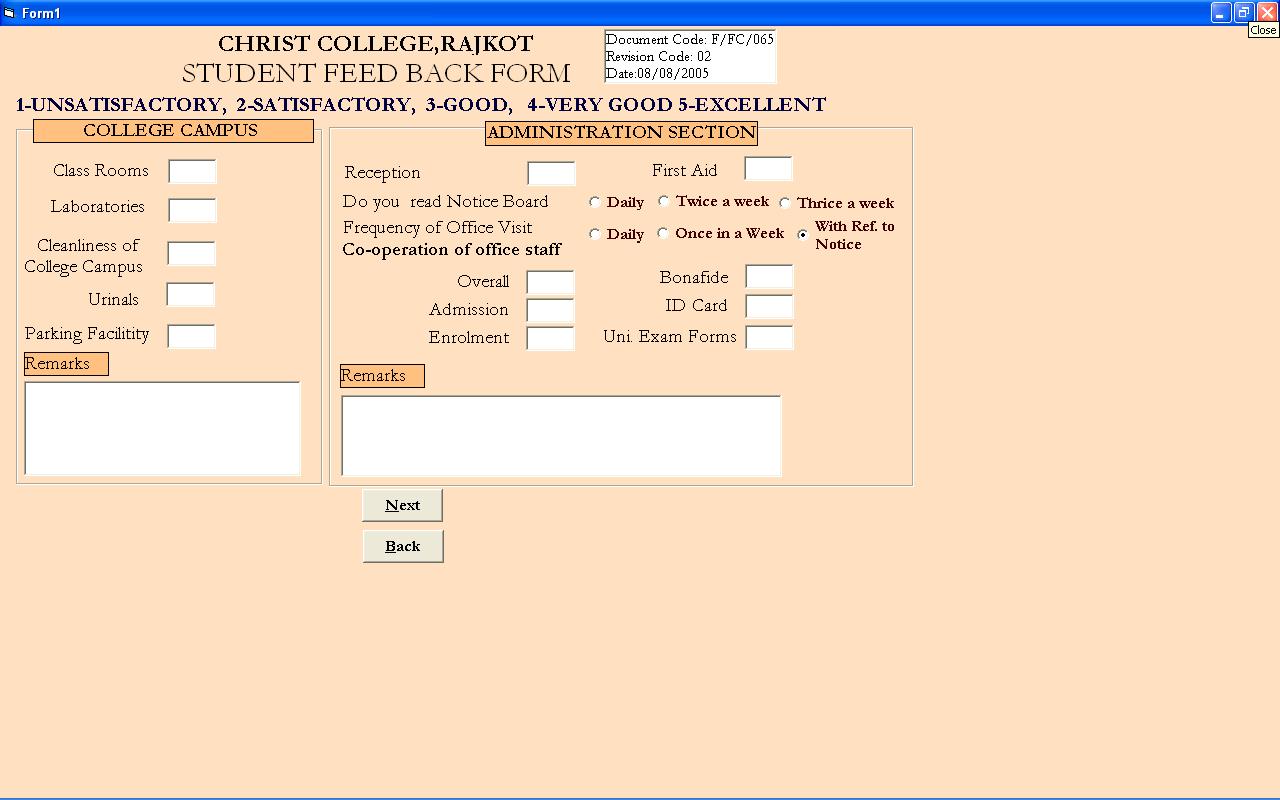 Form1
Close
CHRIST COLLEGE,RAJKOT
STUDENT FEED BACK FORM
Document Code: F/FC/065
Revision Code: 02
Date:08/08/2005
1-UNSATISFACTORY, 2-SATISFACTORY, 3-GOOD, 4-VERY GOOD 5-EXCELLENT
COLLEGE CAMPUS
Class Rooms
Laboratories
Cleanliness of
College Campus
Urinals
Parking Facilitity
Remarks
ADMINISTRATION SECTION
Reception
First Aid
Do you read Notice Board
Daily
Twice a week
Thrice a week
Frequency of Office Visit
Daily
Once in a Week
With Ref. to
Notice
Co-operation of office staff
Overall
Bonafide
Admission
ID Card
Enrolment
Uni. Exam Forms
Remarks
Next
Back